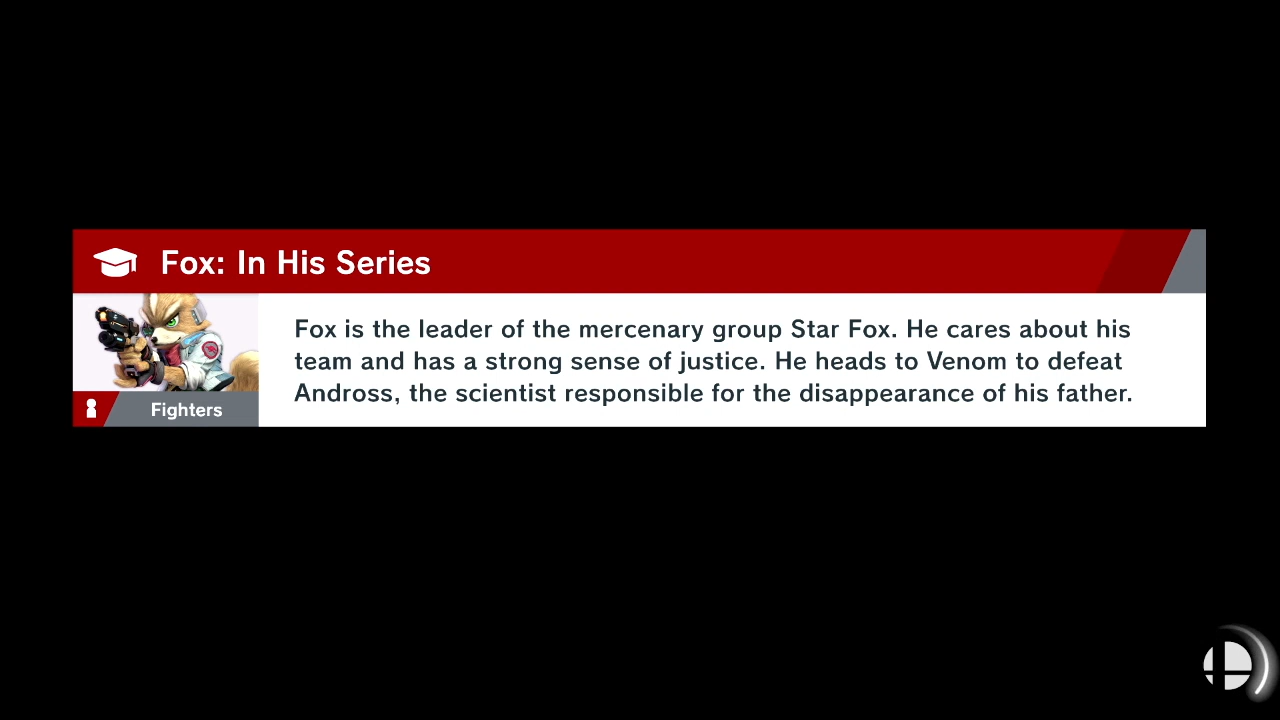 Fox: In His Series
Fox is the leader of the mercenary group Star Fox. He cares about his
team and has a strong sense of justice. He heads to Venom to defeat
Andross, the scientist responsible for the disappearance of his father.
Fighters